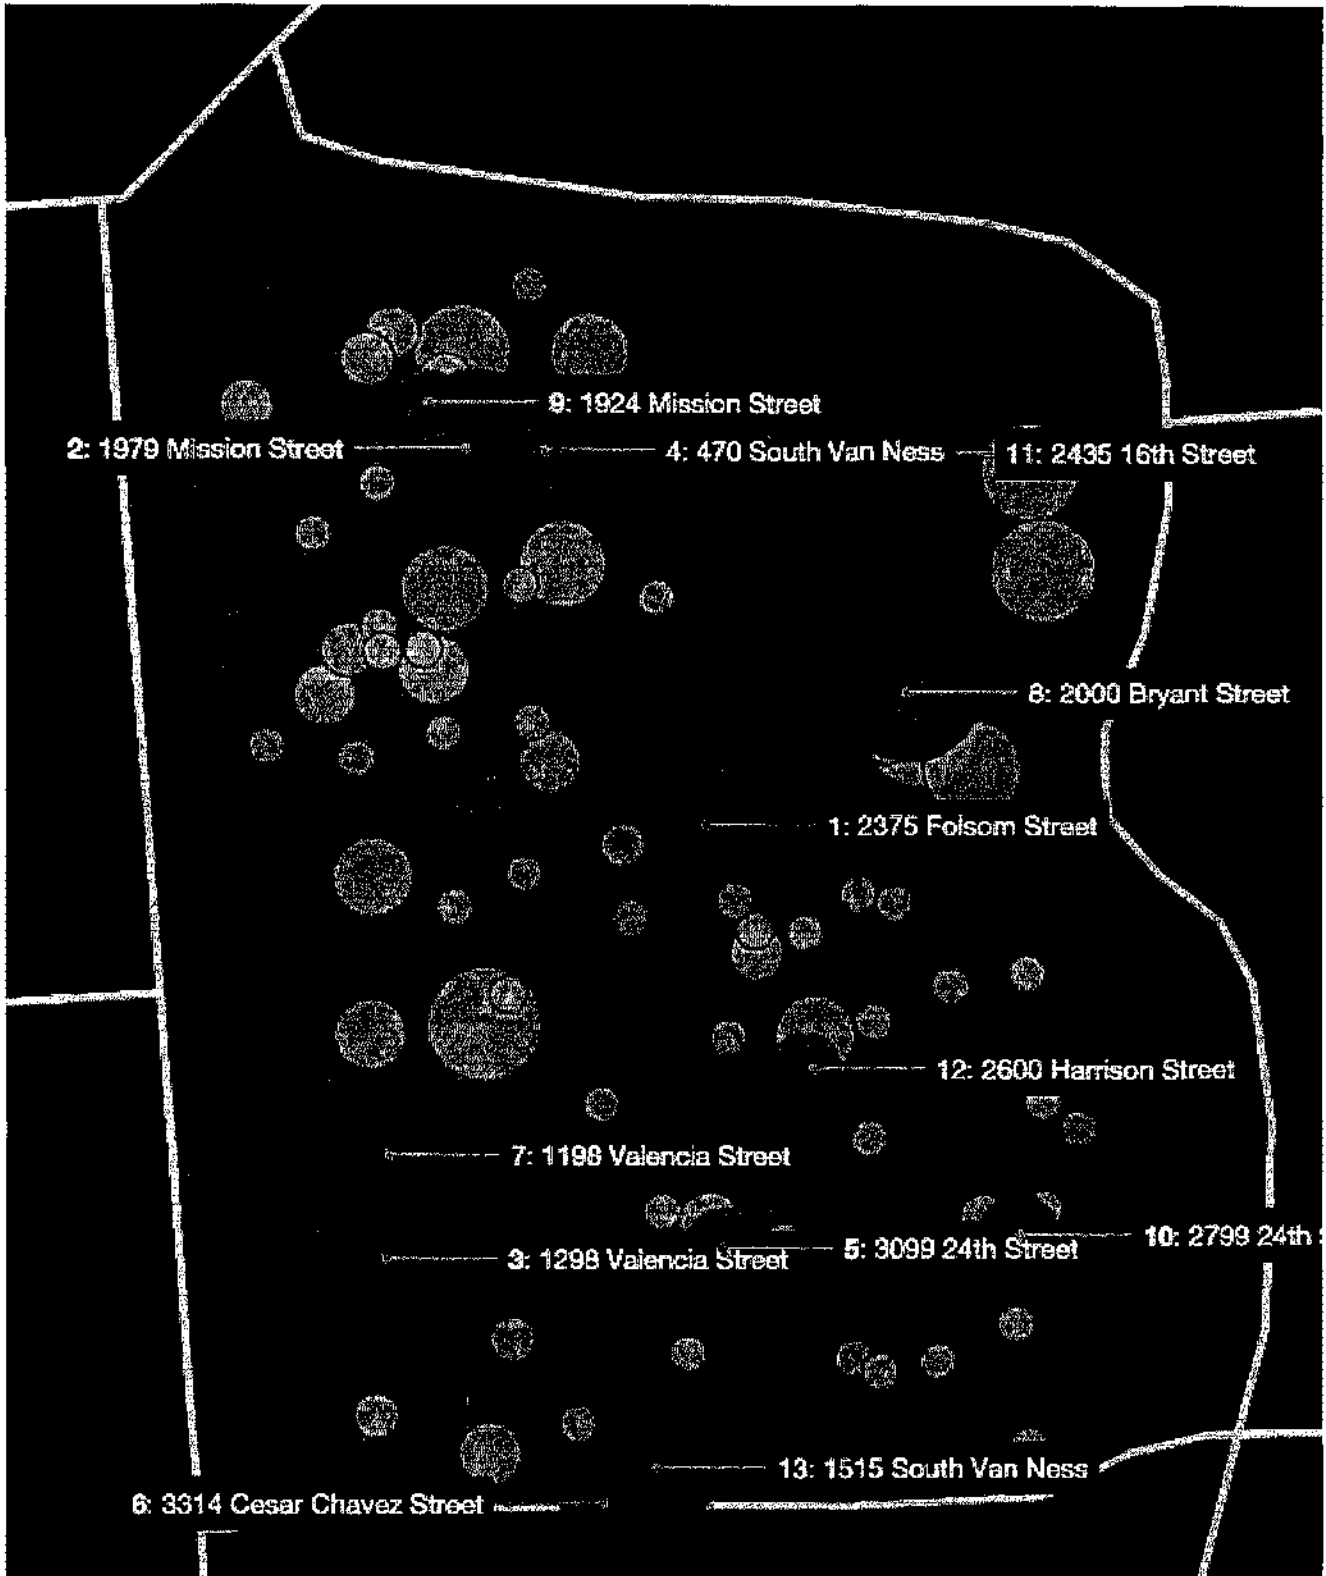 9: 1924 Mission Street
2: 1979 Mission Street
4: 470 South Van Ness
11: 2435 16th Street
8: 2000 Bryant Street
1: 2375 Folsom Street
12: 2600 Harrison Street
7: 1198 Valencia Street
10: 2799 24th
5: 3099 24th Street
3: 1298 Valencia Street
13: 1515 South Van Ness
6: 3314 Cesar Chavez Street